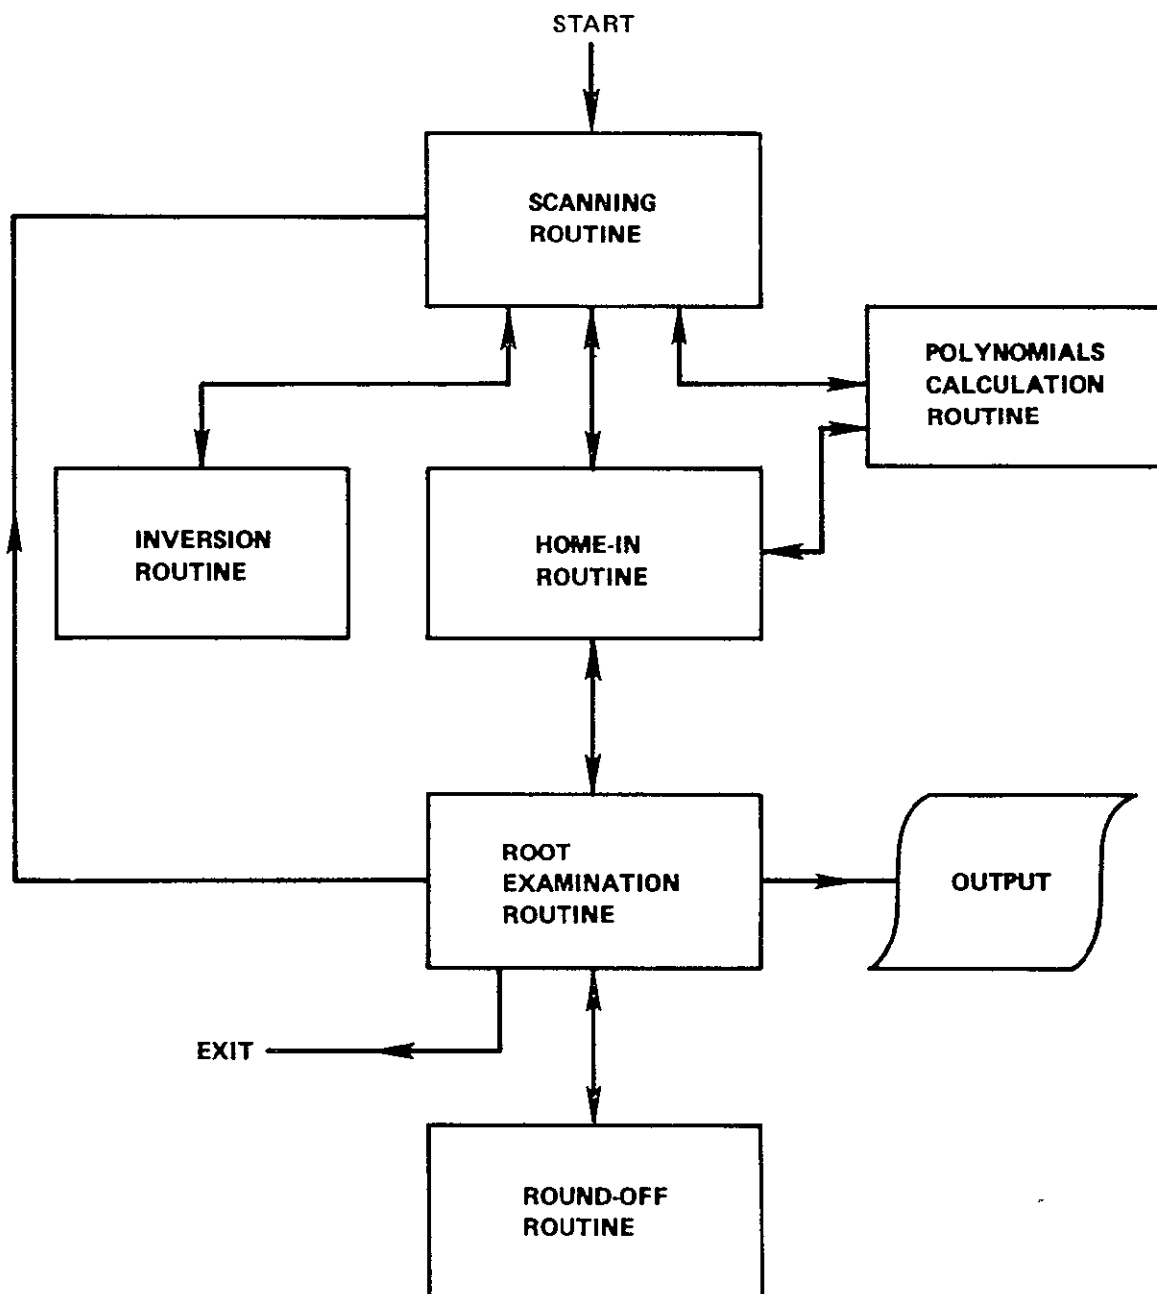 START
SCANNING
ROUTINE
POLYNOMIALS
CALCULATION
ROUTINE
INVERSION
ROUTINE
HOME-IN
ROUTINE
ROOT
EXAMINATION
ROUTINE
OUTPUT
EXIT
ROUND-OFF
ROUTINE